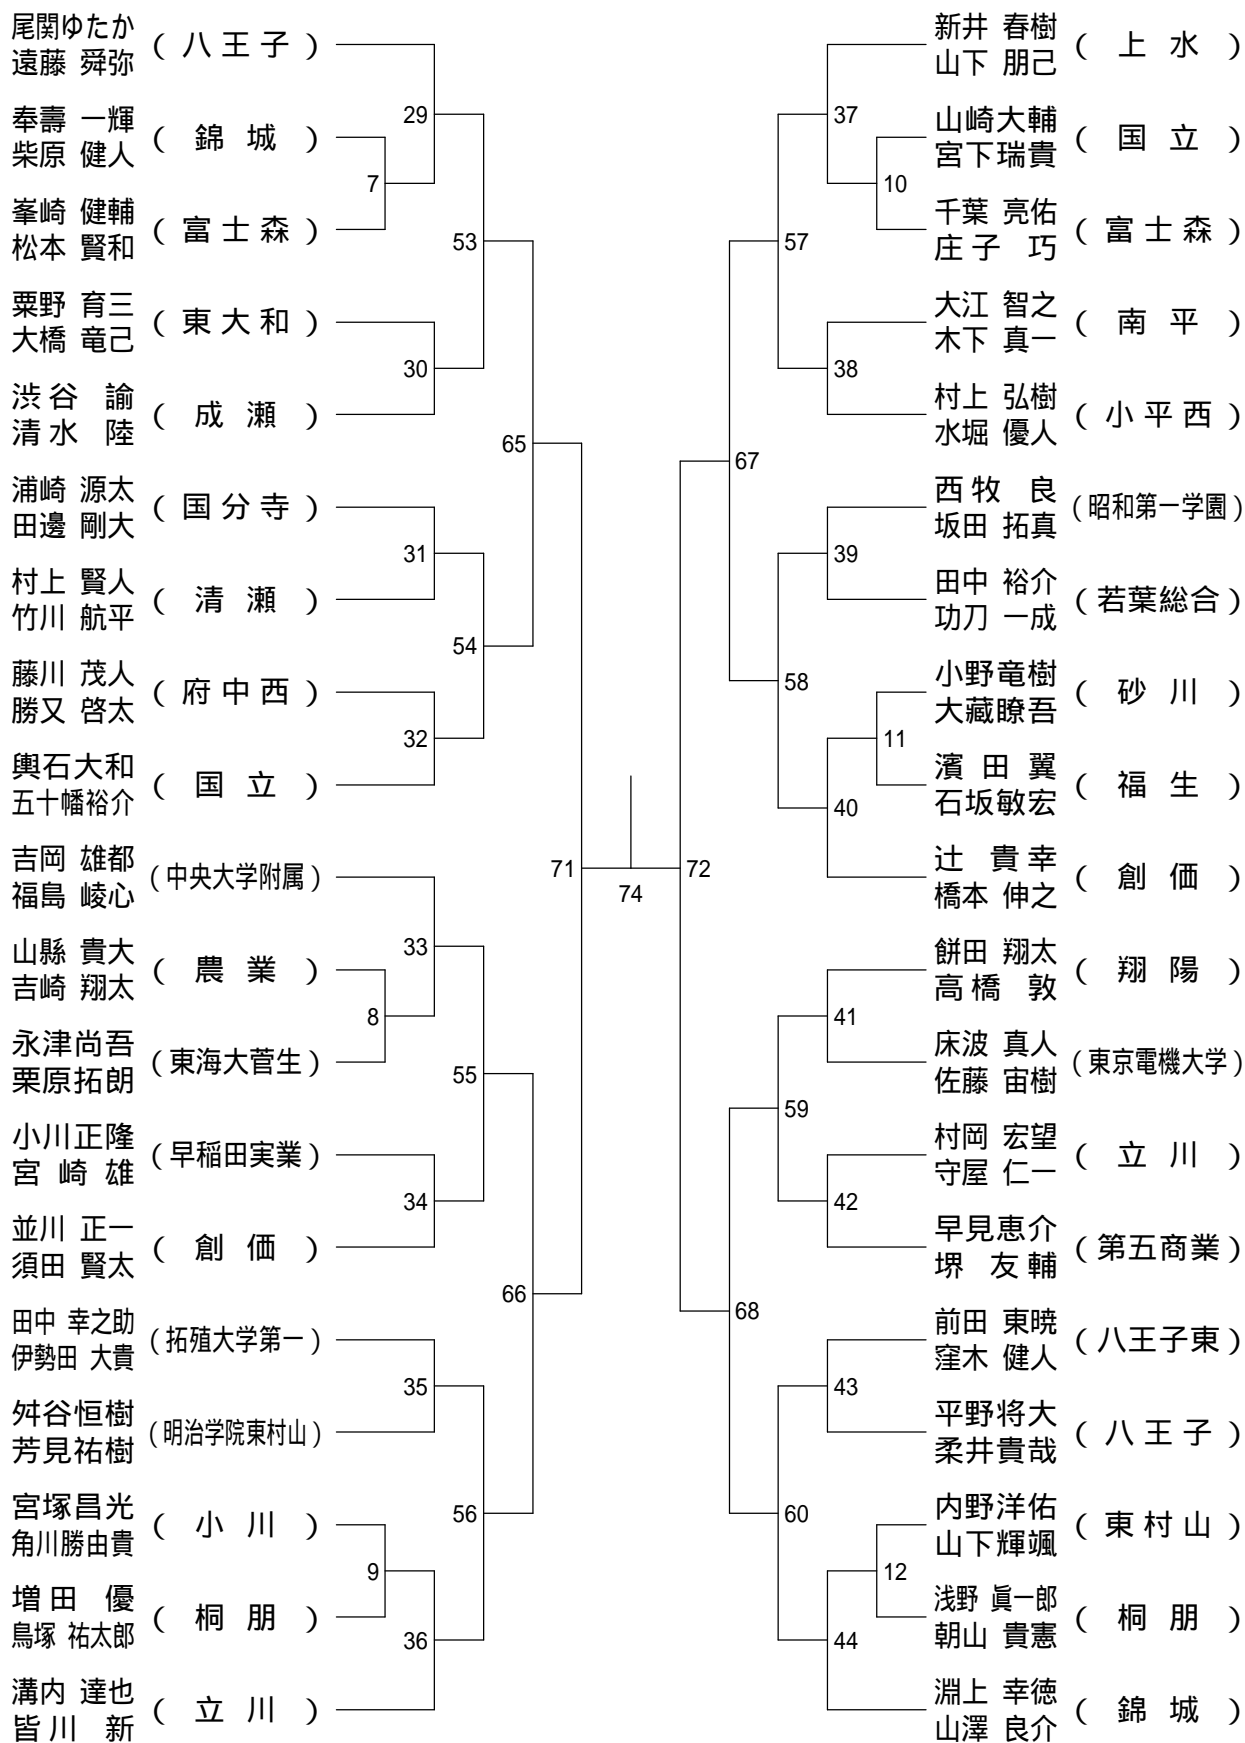 尾関ゆたか
遠藤 舜弥
( 八 王 子 )
奉壽 一輝
柴原 健人
( 錦 城 )
峯崎 健輔
松本 賢和
( 富 士 森 )
粟野 育三
大橋 竜己
( 東 大 和 )
渋谷 諭
清水 陸
( 成 瀬 )
浦崎 源太
田邊 剛大
( 国 分 寺 )
村上 賢人
竹川 航平
( 清 瀬 )
藤川 茂人
勝又 啓太
( 府 中 西 )
輿石大和
五十幡裕介
( 国 立 )
吉岡 雄都
福島 崚心
( 中央大学附属 )
山縣 貴大
吉崎 翔太
( 農 業 )
永津尚吾
栗原拓朗
( 東海大菅生 )
小川正隆
宮 崎 雄
( 早稲田実業 )
並川 正一
須田 賢太
( 創 価 )
田中 幸之助
伊勢田 大貴
( 拓殖大学第一 )
舛谷恒樹
芳見祐樹
( 明治学院東村山 )
宮塚昌光
角川勝由貴
( 小 川 )
増田 優
鳥塚 祐太郎
( 桐 朋 )
溝内 達也
皆川 新
( 立 川 )
7
8
9
29
30
31
32
33
34
35
36
53
54
55
56
65
66
71
74
72
67
68
57
58
59
60
37
38
39
40
41
42
43
44
10
11
12
新井 春樹
山下 朋己
( 上 水 )
山崎大輔
宮下瑞貴
( 国 立 )
千葉 亮佑
庄子 巧
( 富 士 森 )
大江 智之
木下 真一
( 南 平 )
村上 弘樹
水堀 優人
( 小 平 西 )
西牧 良
坂田 拓真
( 昭和第一学園 )
田中 裕介
功刀 一成
( 若葉総合 )
小野竜樹
大藏瞭吾
( 砂 川 )
濱 田 翼
石坂敏宏
( 福 生 )
辻 貴幸
橋本 伸之
( 創 価 )
餅田 翔太
高橋 敦
( 翔 陽 )
床波 真人
佐藤 宙樹
( 東京電機大学 )
村岡 宏望
守屋 仁一
( 立 川 )
早見恵介
堺 友輔
( 第五商業 )
前田 東暁
窪木 健人
( 八王子東 )
平野将大
柔井貴哉
( 八 王 子 )
内野洋佑
山下輝颯
( 東 村 山 )
浅野 眞一郎
朝山 貴憲
( 桐 朋 )
淵上 幸徳
山澤 良介
( 錦 城 )